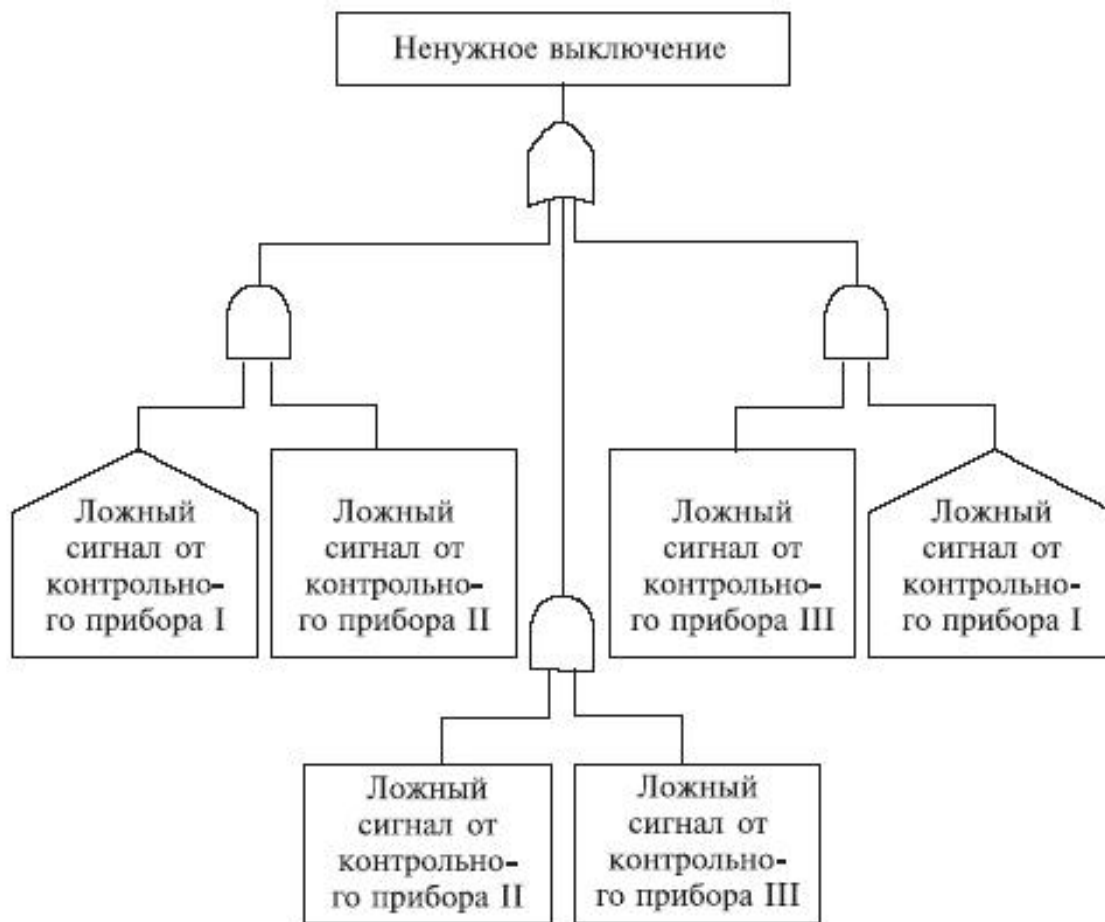 Ненужное выключение
Ложный
сигнал от
контрольно-
го прибора I
Ложный
сигнал от
контрольно-
го прибора II
Ложный
сигнал от
контрольно-
го прибора III
Ложный
сигнал от
контрольно-
го прибора I
Ложный
сигнал от
контрольно-
го прибора II
Ложный
сигнал от
контрольно-
го прибора III